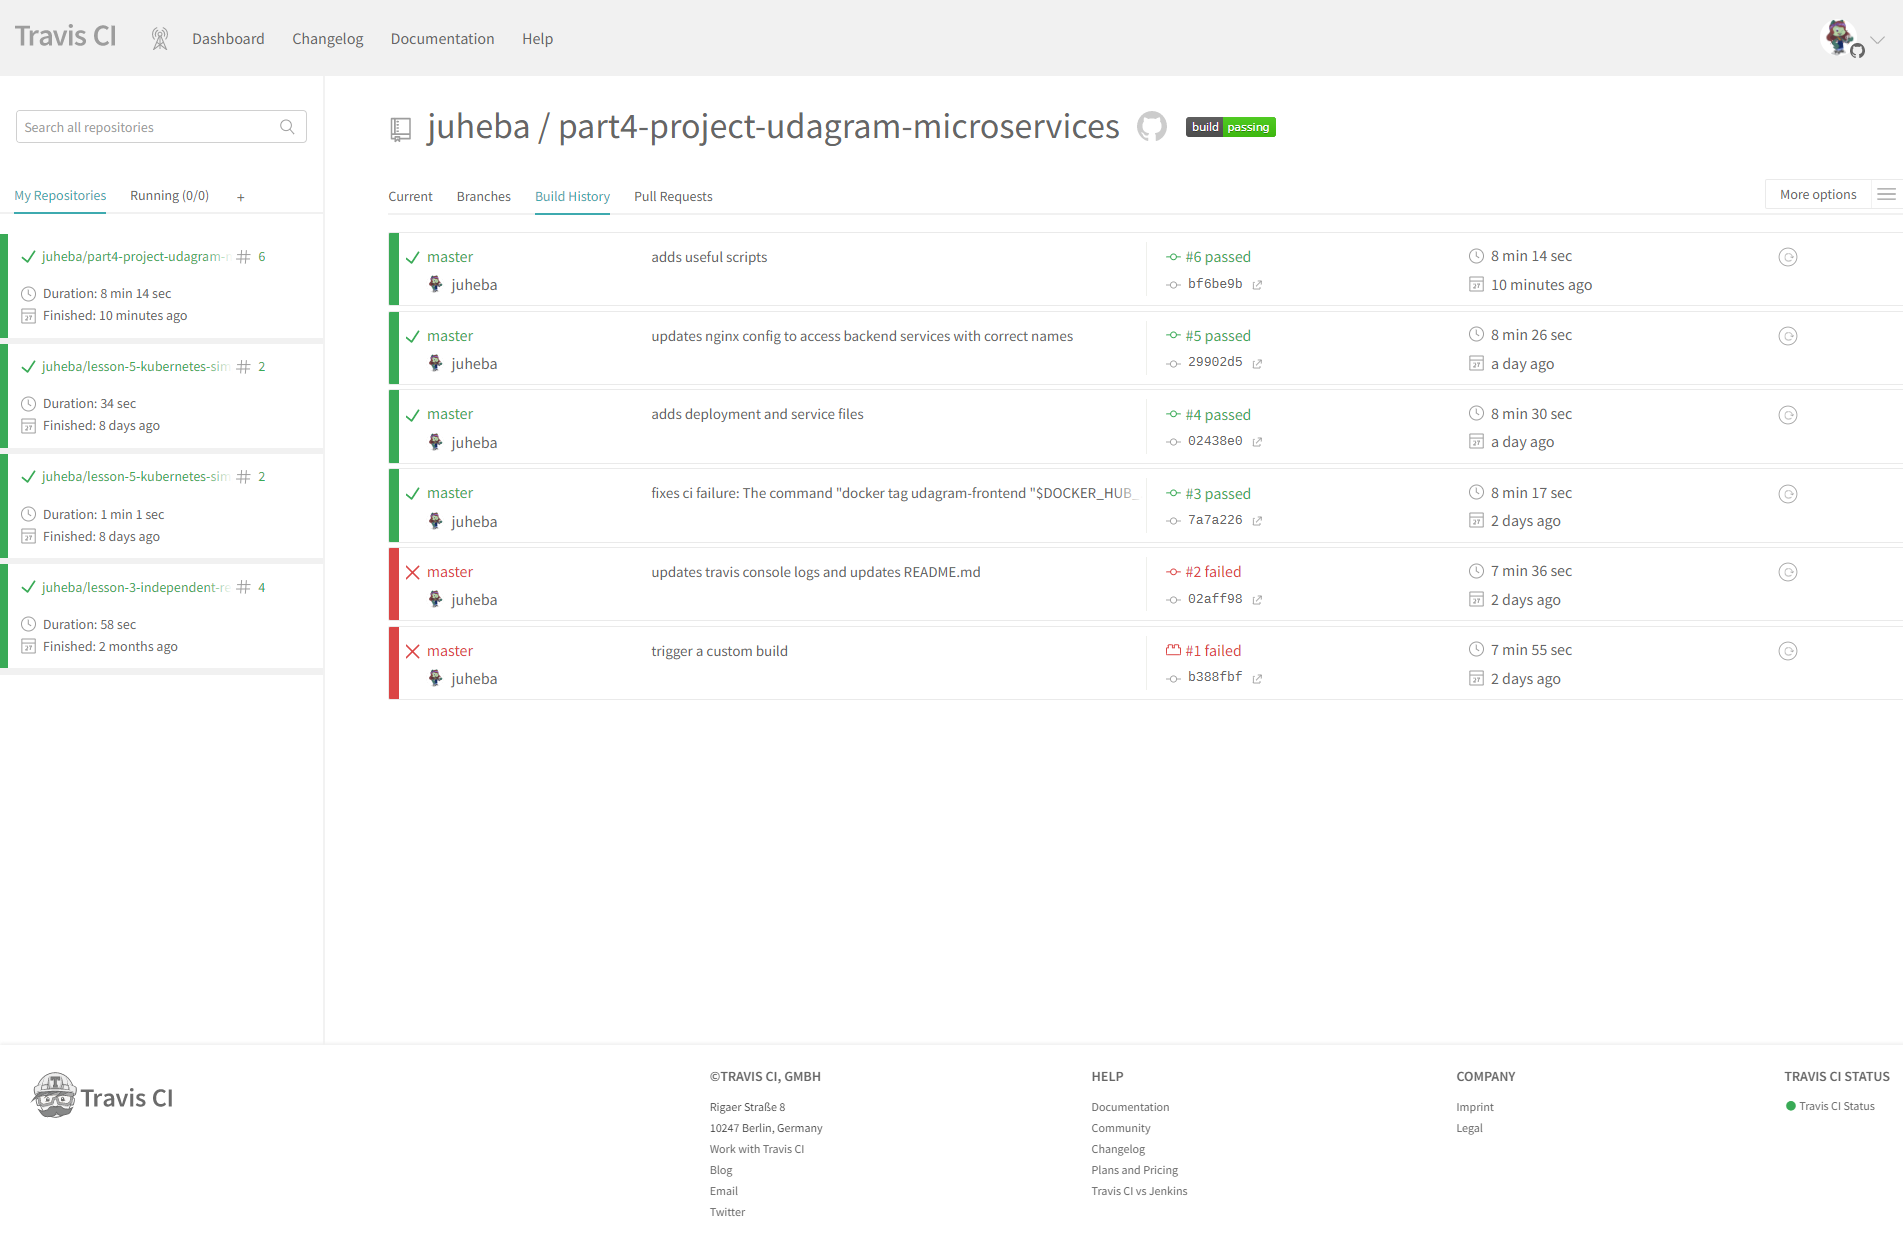 Travis CI Dashboard Changelog Documentation Help
Search all repositories
My Repositories Running (0/0) +
juheba/part4-project-udagram- # 6
Duration: 8 min 14 sec
Finished: 10 minutes ago
juheba/lesson-5-kubernetes-sim # 2
Duration: 34 sec
Finished: 8 days ago
juheba/lesson-5-kubernetes-sim # 2
Duration: 1 min 1 sec
Finished: 8 days ago
juheba/lesson-3-independent-re # 4
Duration: 58 sec
Finished: 2 months ago
juheba / part4-project-udagram-microservices build passing
Current Branches Build History Pull Requests More options
master adds useful scripts #6 passed 8 min 14 sec
juheba bf6be9b 10 minutes ago
master updates nginx config to access backend services with correct names #5 passed 8 min 26 sec
juheba 29902d5 a day ago
master adds deployment and service files #4 passed 8 min 30 sec
juheba 02438e0 a day ago
master fixes ci failure: The command "docker tag udagram-frontend "$DOCKER_HUB_ #3 passed 8 min 17 sec
juheba 7a7a226 2 days ago
master updates travis console logs and updates README.md #2 failed 7 min 36 sec
juheba 02aff98 2 days ago
master trigger a custom build #1 failed 7 min 55 sec
juheba b388fbf 2 days ago
Travis CI
©TRAVIS CI, GMBH
Rigaer Straße 8
10247 Berlin, Germany
Work with Travis CI
Blog
Email
Twitter
HELP
Documentation
Community
Changelog
Plans and Pricing
Travis CI vs Jenkins
COMPANY
Imprint
Legal
TRAVIS CI STATUS
Travis CI Status